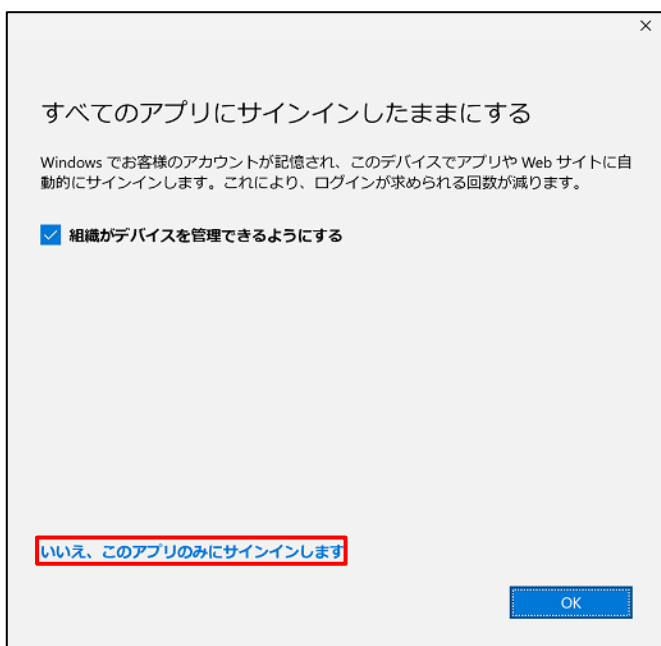 すべてのアプリにサインインしたままにする
Windows でお客様のアカウントが記憶され、このデバイスでアプリや Web サイトに自
動的にサインインします。これにより、ログインが求められる回数が減ります。
組織がデバイスを管理できるようにする
いいえ、このアプリのみにサインインします
OK